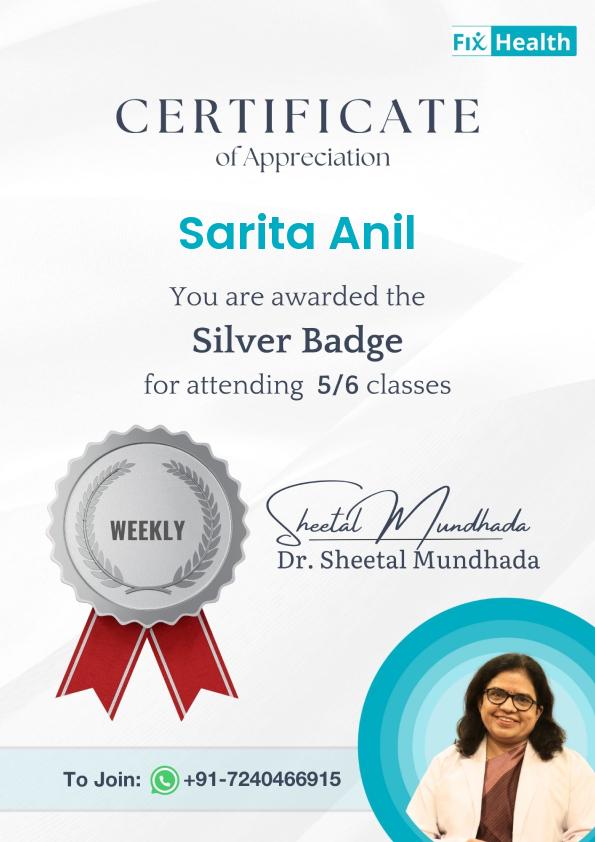 Fix Health
CERTIFICATE
of Appreciation
Sarita Anil
You are awarded the
Silver Badge
for attending 5/6 classes
WEEKLY
Sheetal Mundhada
Dr. Sheetal Mundhada
To Join: +91-7240466915